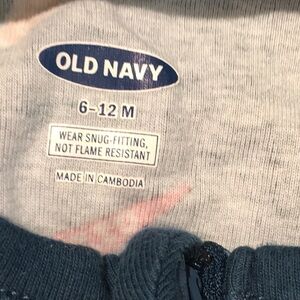 OLD NAVY
6-12 M
WEAR SNUG-FITTING,
NOT FLAME RESISTANT
MADE IN CAMBODIA